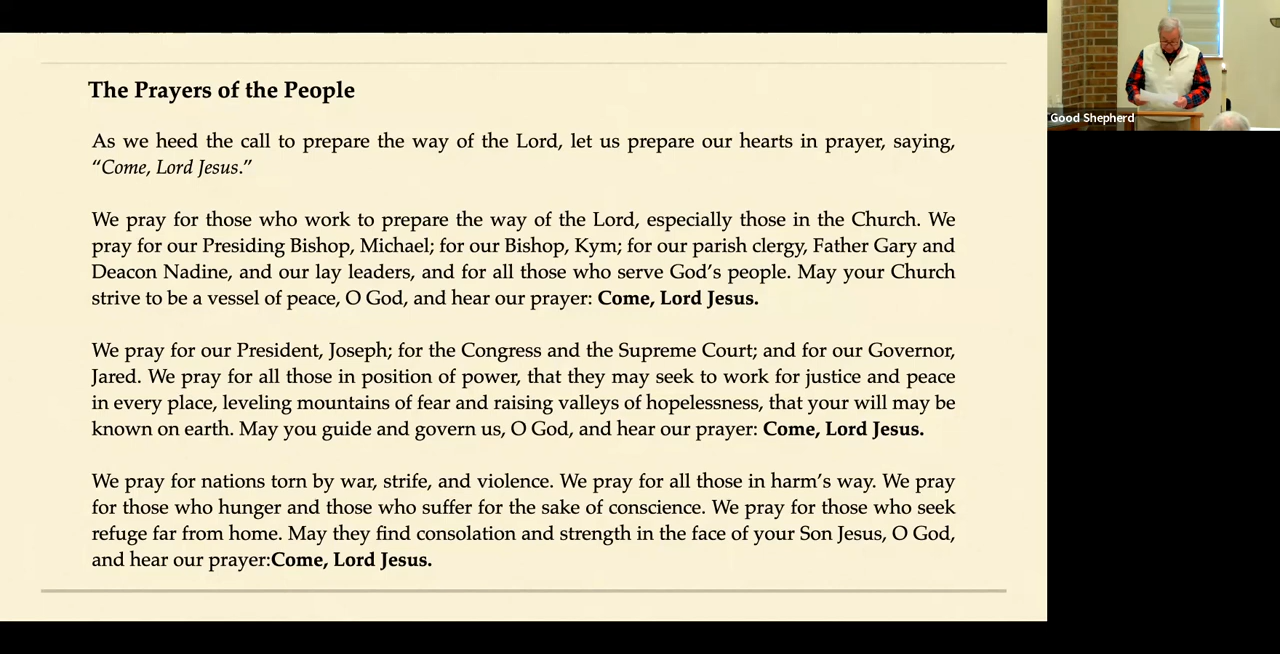 The Prayers of the People
As we heed the call to prepare the way of the Lord, let us prepare our hearts in prayer, saying,
“Come, Lord Jesus.”
We pray for those who work to prepare the way of the Lord, especially those in the Church. We
pray for our Presiding Bishop, Michael; for our Bishop, Kym; for our parish clergy, Father Gary and
Deacon Nadine, and our lay leaders, and for all those who serve God’s people. May your Church
strive to be a vessel of peace, O God, and hear our prayer: Come, Lord Jesus.
We pray for our President, Joseph; for the Congress and the Supreme Court; and for our Governor,
Jared. We pray for all those in position of power, that they may seek to work for justice and peace
in every place, leveling mountains of fear and raising valleys of hopelessness, that your will may be
known on earth. May you guide and govern us, O God, and hear our prayer: Come, Lord Jesus.
We pray for nations torn by war, strife, and violence. We pray for all those in harm’s way. We pray
for those who hunger and those who suffer for the sake of conscience. We pray for those who seek
refuge far from home. May they find consolation and strength in the face of your Son Jesus, O God,
and hear our prayer:Come, Lord Jesus.
Good Shepherd